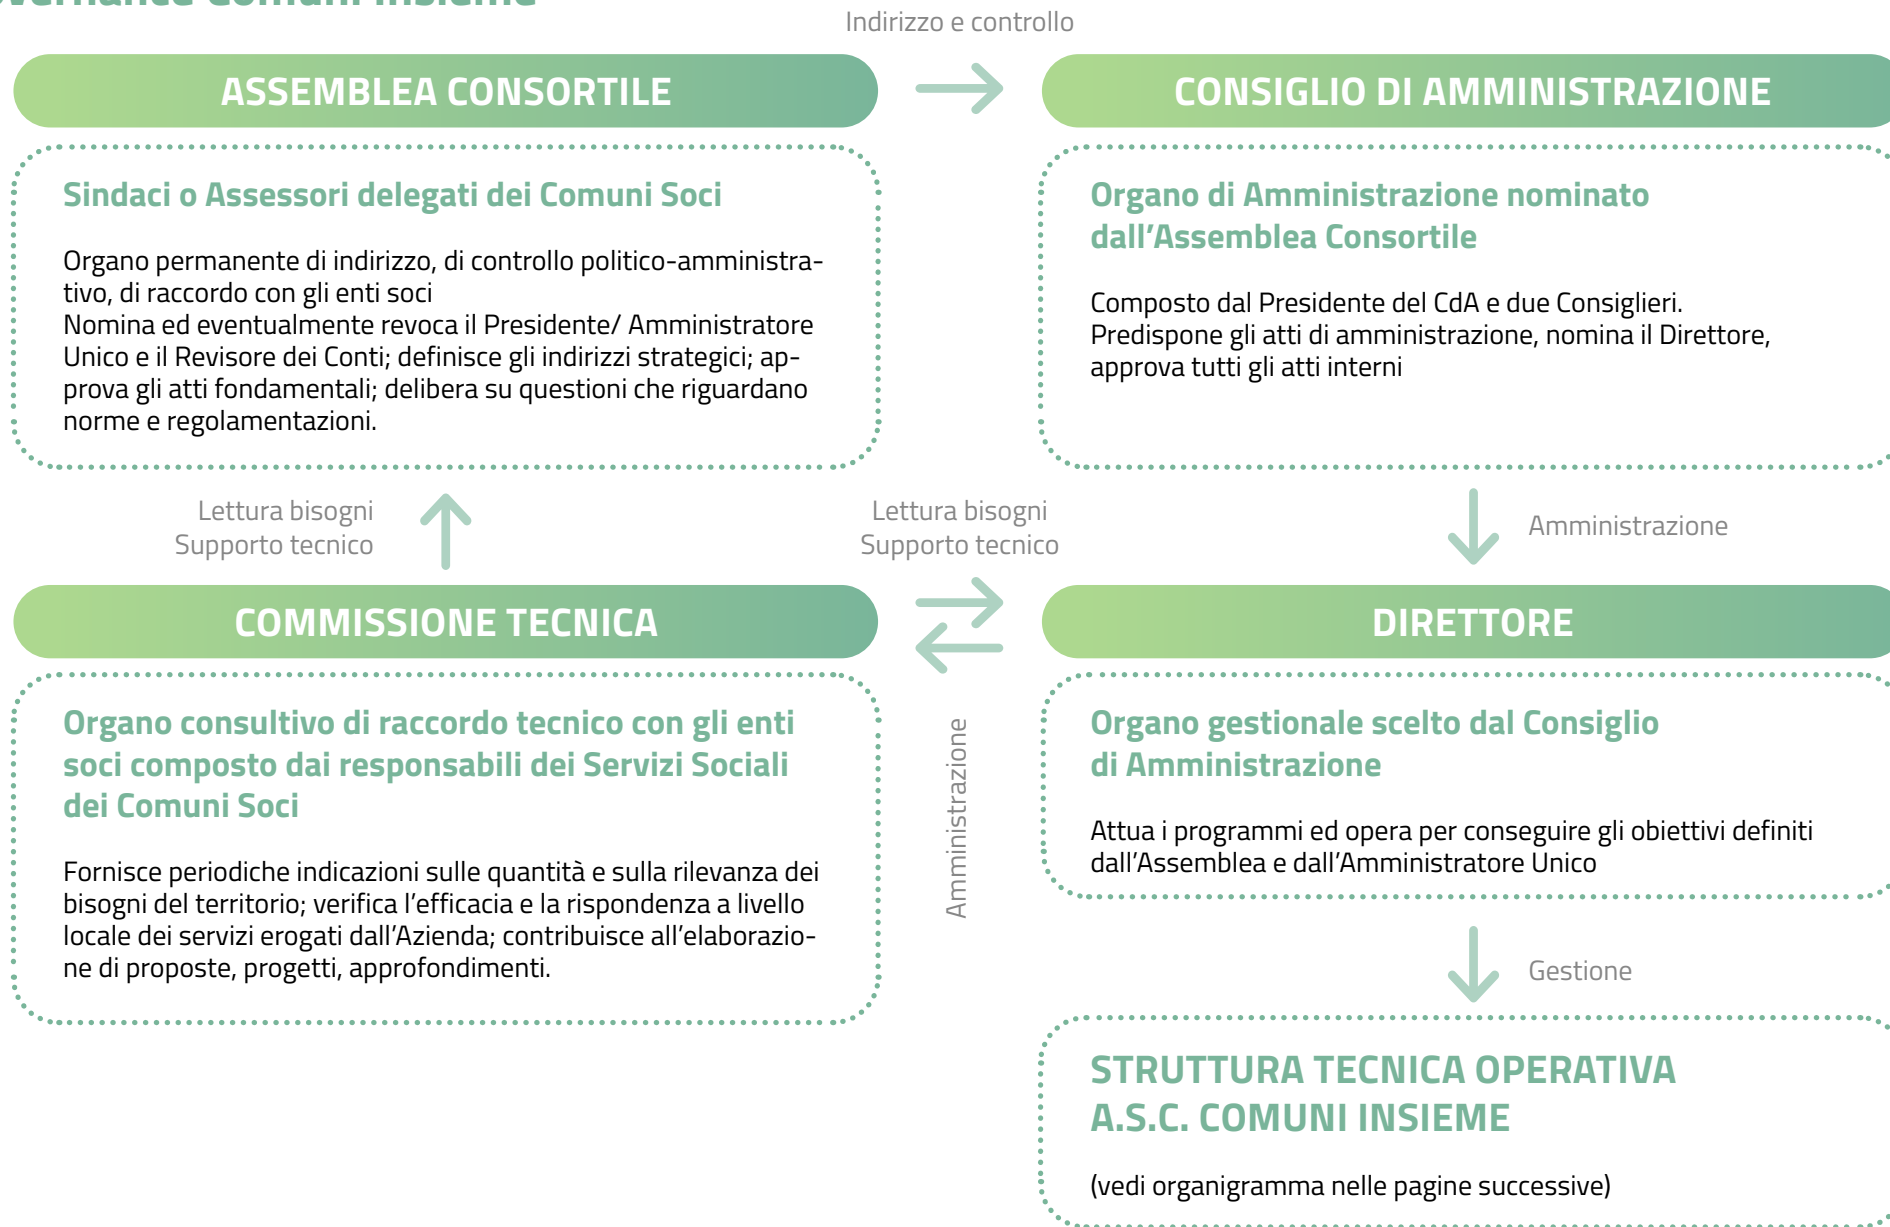 Comuni Insieme
Indirizzo e controllo
ASSEMBLEA CONSORTILE
Sindaci o Assessori delegati dei Comuni Soci
Organo permanente di indirizzo, di controllo politico-amministra-
tivo, di raccordo con gli enti soci
Nomina ed eventualmente revoca il Presidente/ Amministratore
Unico e il Revisore dei Conti; definisce gli indirizzi strategici; ap-
prova gli atti fondamentali; delibera su questioni che riguardano
norme e regolamentazioni.
CONSIGLIO DI AMMINISTRAZIONE
Organo di Amministrazione nominato
dall'Assemblea Consortile
Composto dal Presidente del CdA e due Consiglieri.
Predispone gli atti di amministrazione, nomina il Direttore,
approva tutti gli atti interni
Lettura bisogni
Supporto tecnico
Lettura bisogni
Supporto tecnico
Amministrazione
COMMISSIONE TECNICA
Organo consultivo di raccordo tecnico con gli enti
soci composto dai responsabili dei Servizi Sociali
dei Comuni Soci
Fornisce periodiche indicazioni sulle quantità e sulla rilevanza dei
bisogni del territorio; verifica l'efficacia e la rispondenza a livello
locale dei servizi erogati dall'Azienda; contribuisce all'elaborazio-
ne di proposte, progetti, approfondimenti.
Amministrazione
DIRETTORE
Organo gestionale scelto dal Consiglio
di Amministrazione
Attua i programmi ed opera per conseguire gli obiettivi definiti
dall'Assemblea e dall'Amministratore Unico
Gestione
STRUTTURA TECNICA OPERATIVA
A.S.C. COMUNI INSIEME
(vedi organigramma nelle pagine successive)